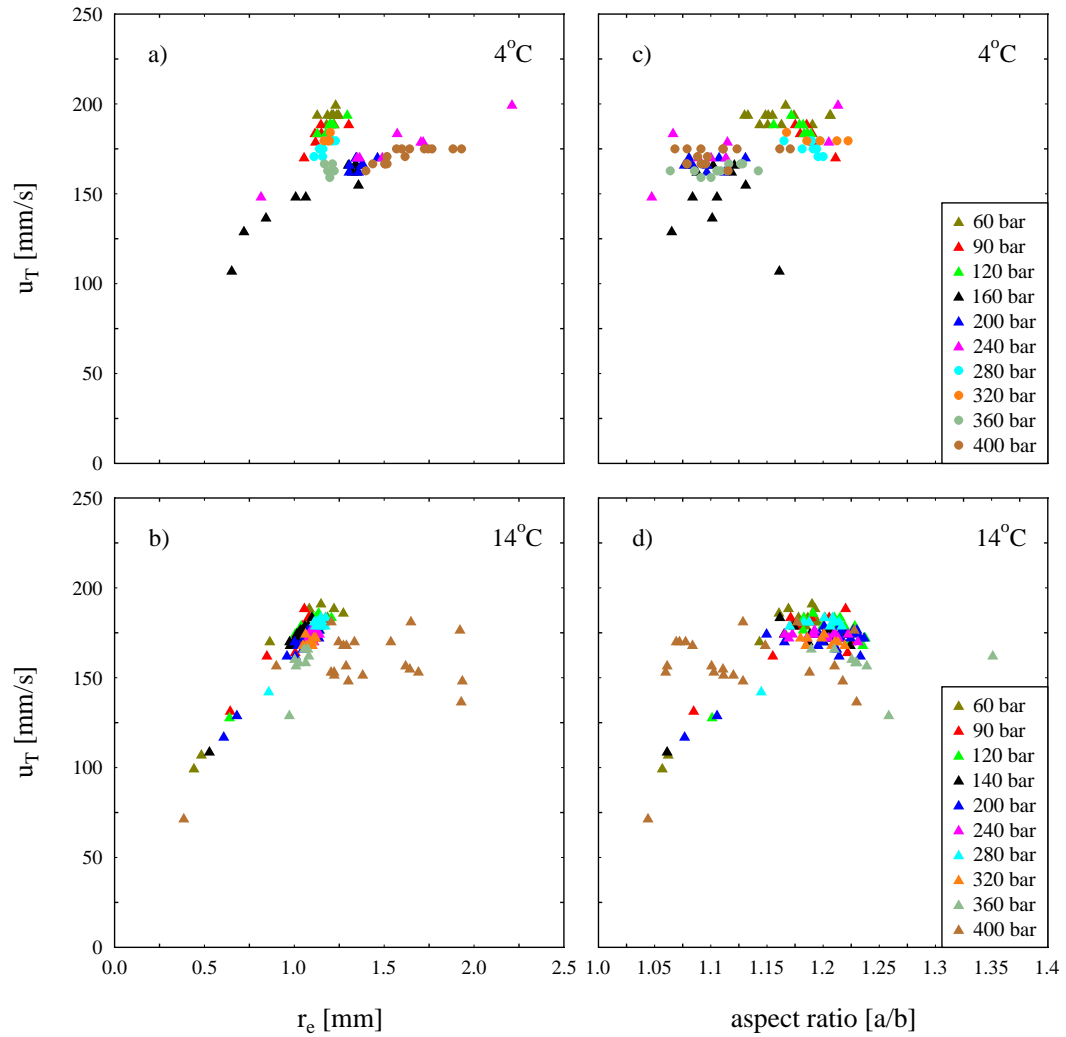 250
200
150
100
50
0
u_T [mm/s]
a)
4°C
c)
4°C
60 bar
90 bar
120 bar
160 bar
200 bar
240 bar
280 bar
320 bar
360 bar
400 bar
250
200
150
100
50
0
u_T [mm/s]
b)
14°C
d)
14°C
60 bar
90 bar
120 bar
140 bar
200 bar
240 bar
280 bar
320 bar
360 bar
400 bar
0.0 0.5 1.0 1.5 2.0 2.5
1.0 1.05 1.1 1.15 1.2 1.25 1.3 1.35 1.4
r_e [mm]
aspect ratio [a/b]